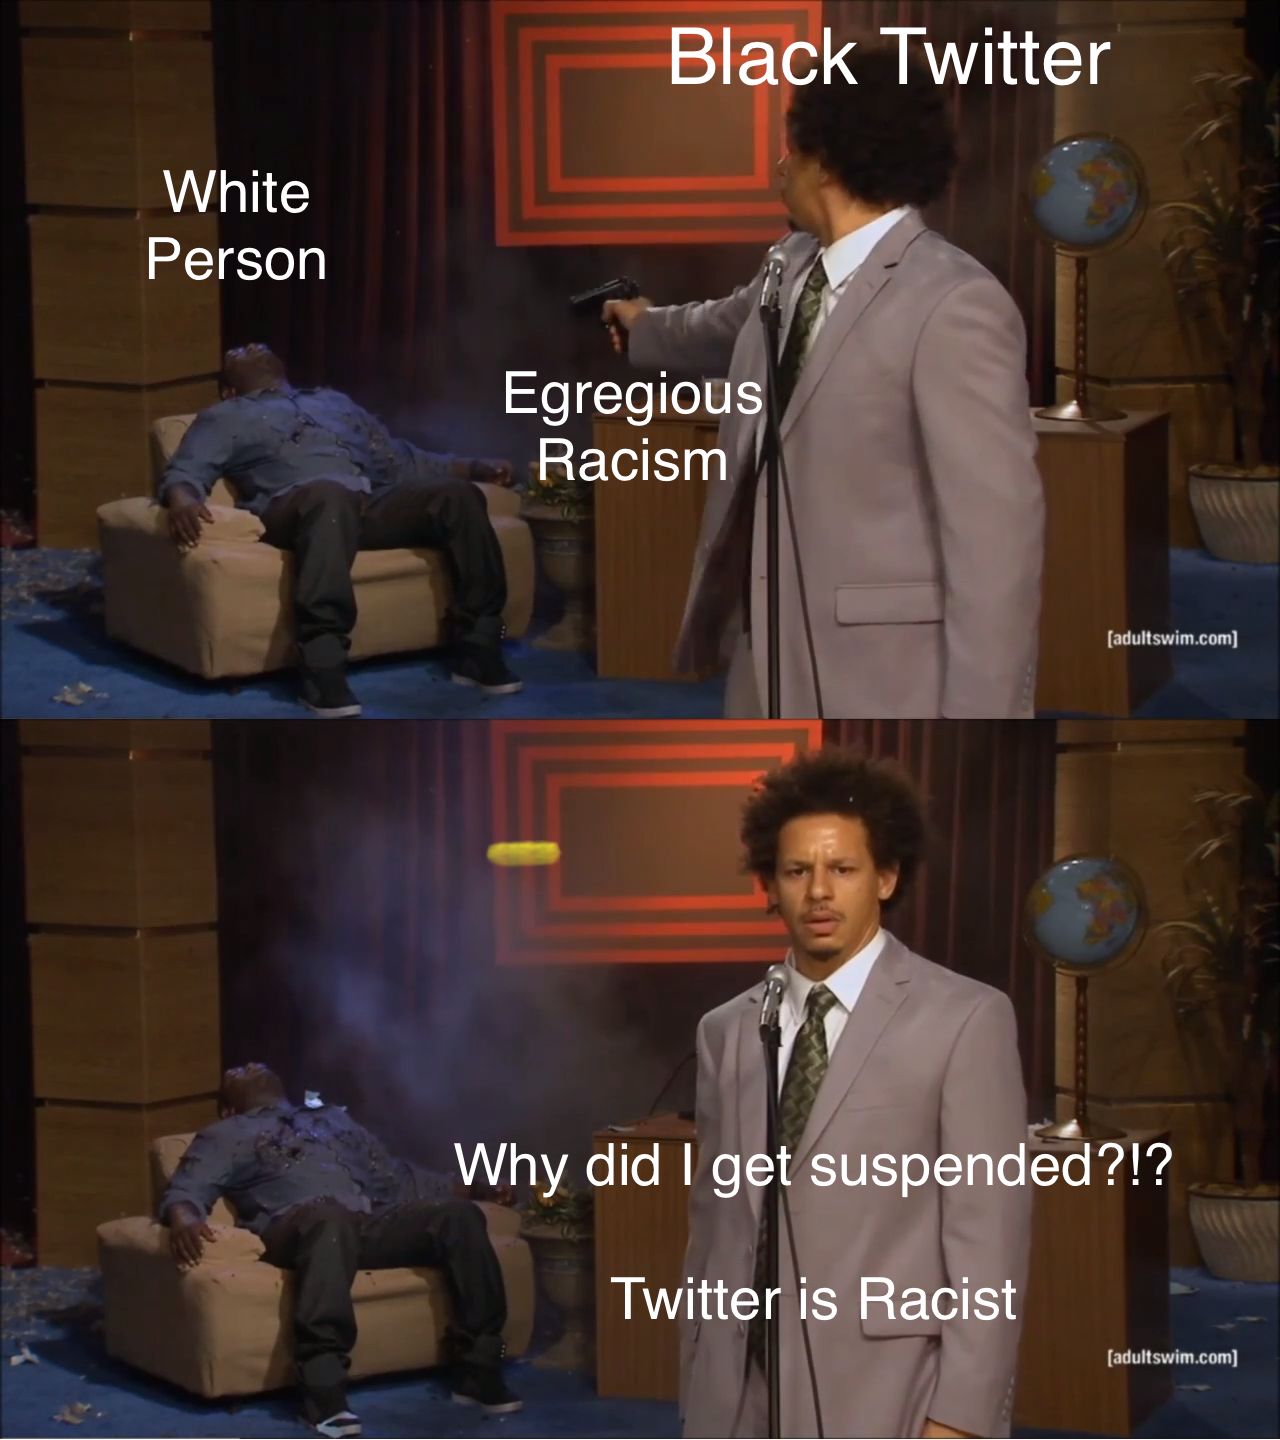 Black Twitter
White
Person
Egregious
Racism
[adultswim.com]
Why did I get suspended?!?
Twitter is Racist
[adultswim.com]